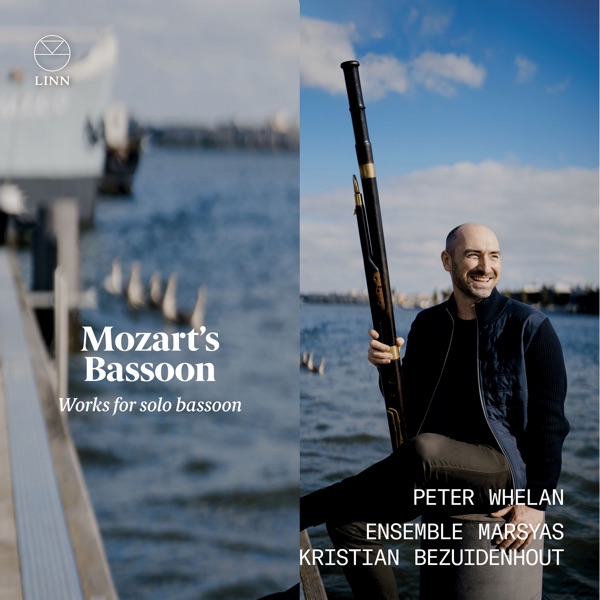 LINN
Mozart's
Bassoon
Works for solo bassoon
PETER WHELAN
ENSEMBLE MARSYAS
KRISTIAN BEZUIDENHOUT